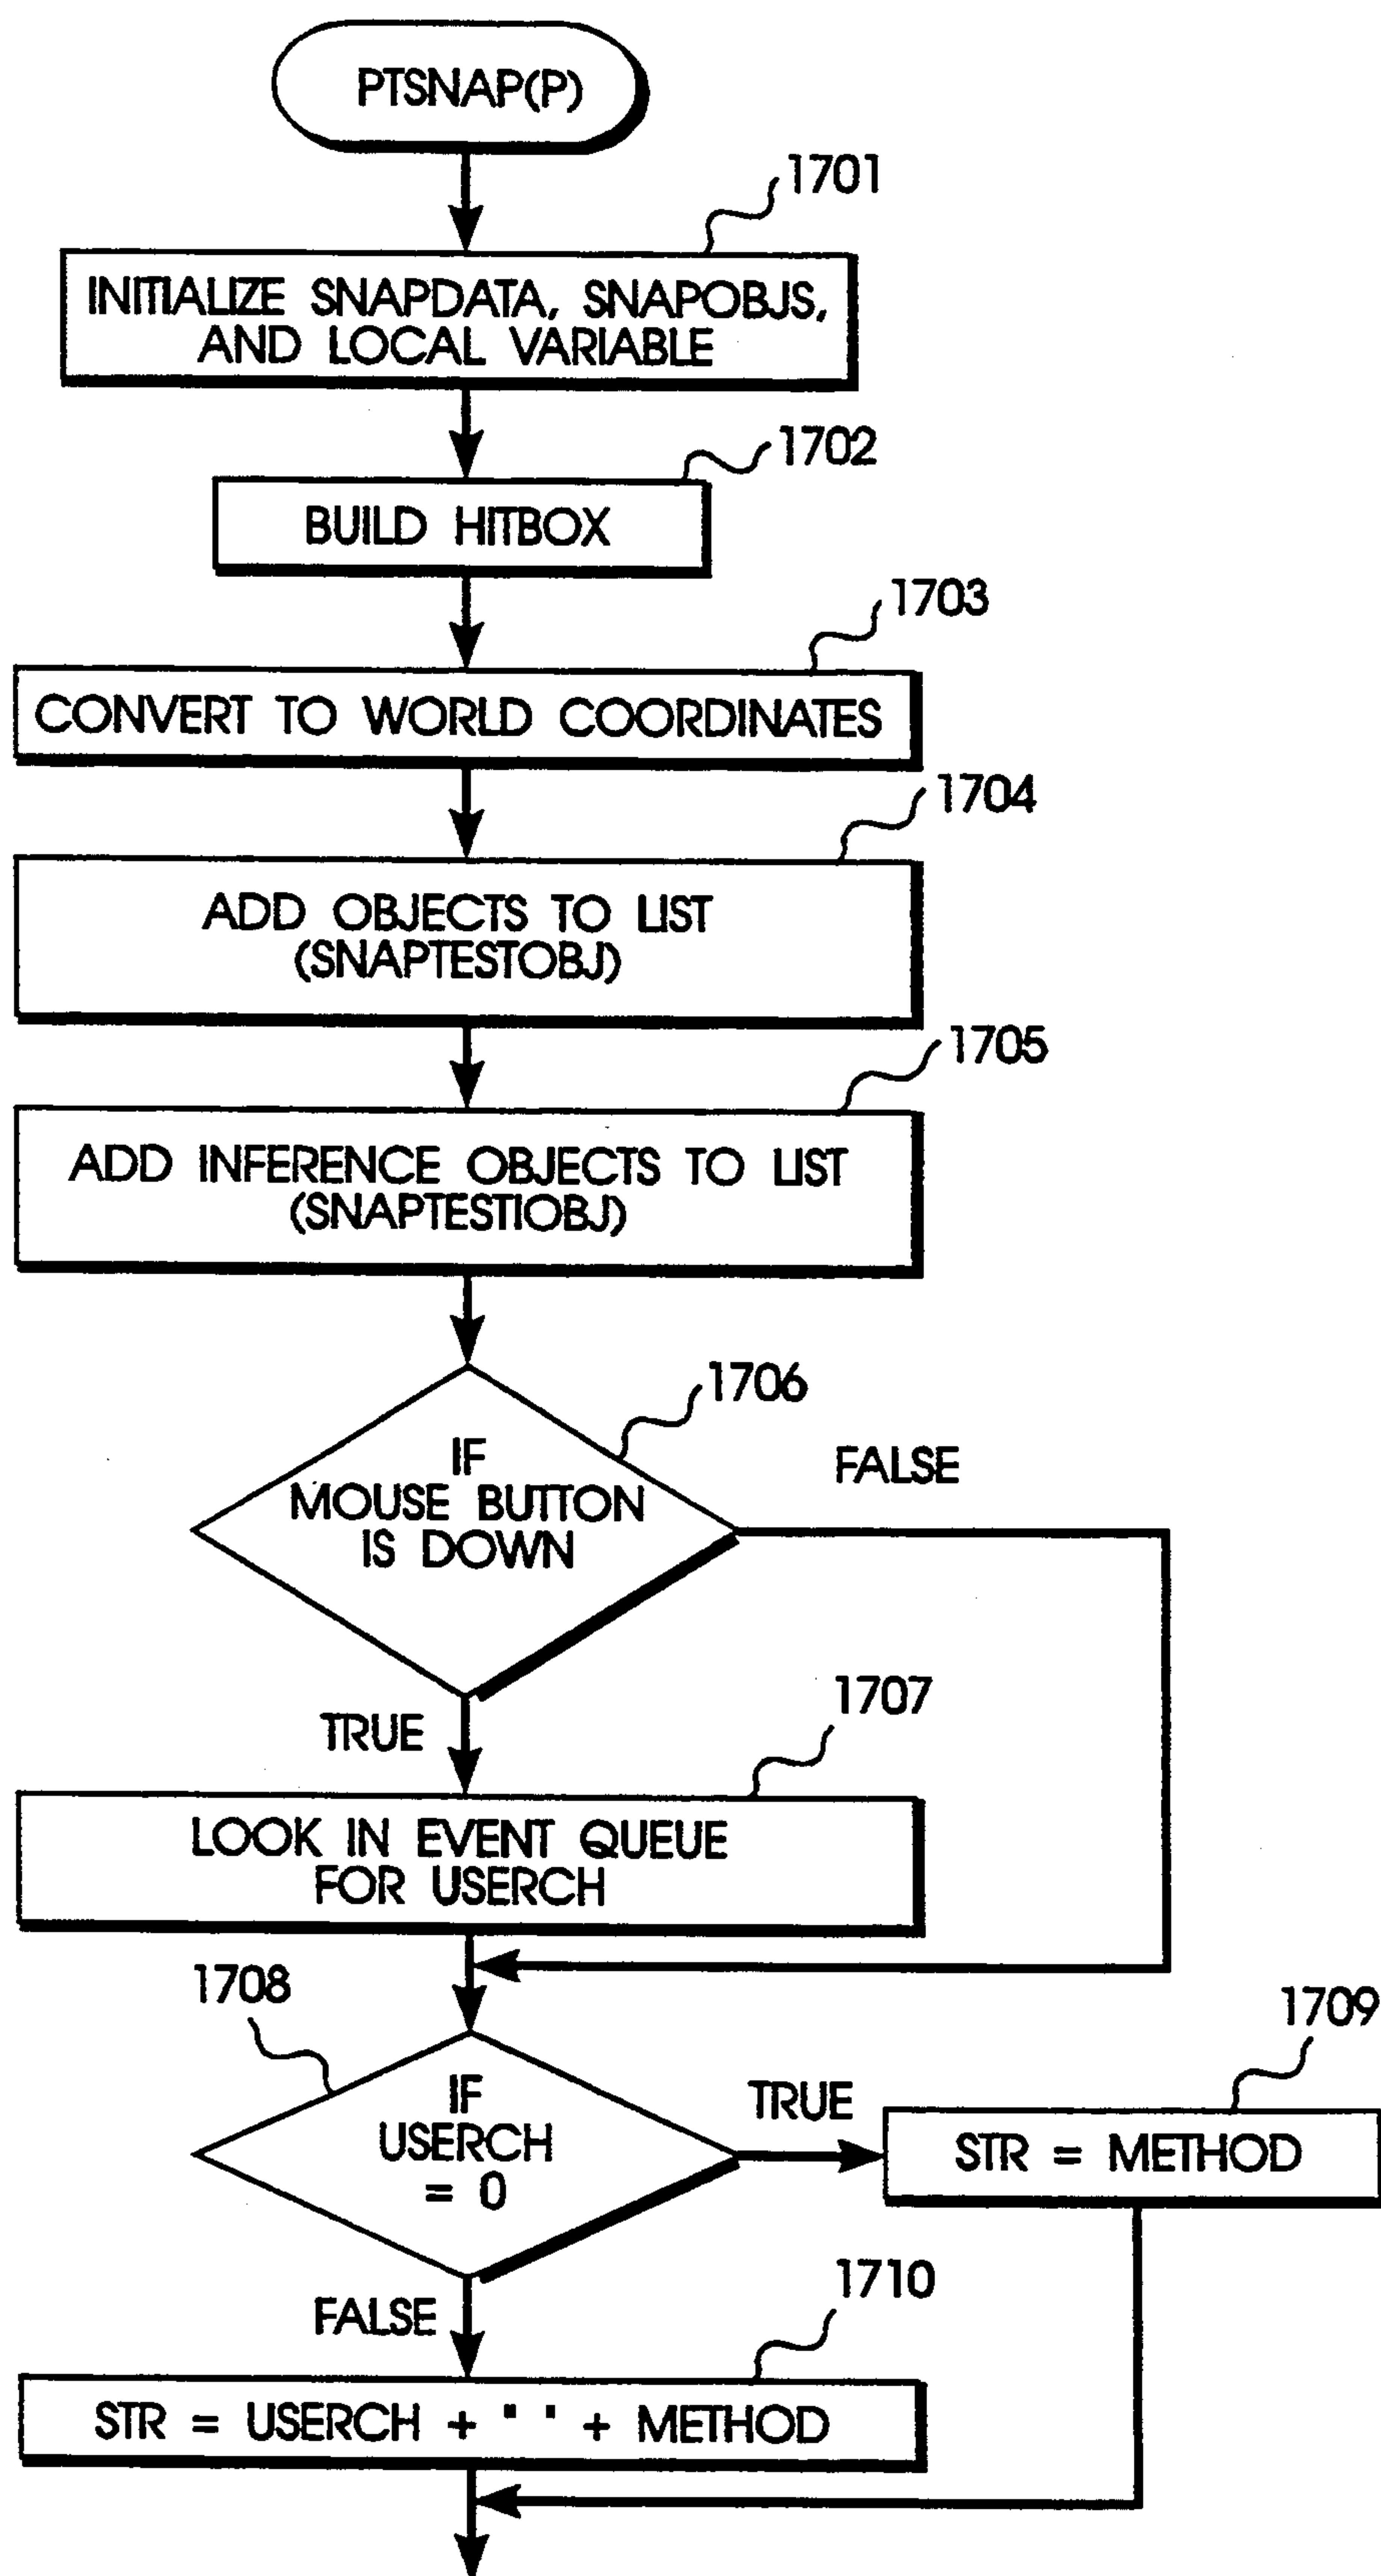 PTSNAP(P)
1701
INITIALIZE SNAPDATA, SNAPOBJS,
AND LOCAL VARIABLE
1702
BUILD HITBOX
1703
CONVERT TO WORLD COORDINATES
1704
ADD OBJECTS TO LIST
(SNAPTESTOBJ)
1705
ADD INFERENCE OBJECTS TO LIST
(SNAPTESTIOBJ)
1706
IF
MOUSE BUTTON
IS DOWN
FALSE
TRUE
1707
LOOK IN EVENT QUEUE
FOR USERCH
1708
IF
USERCH
= 0
TRUE
1709
STR = METHOD
FALSE
1710
STR = USERCH + " " + METHOD